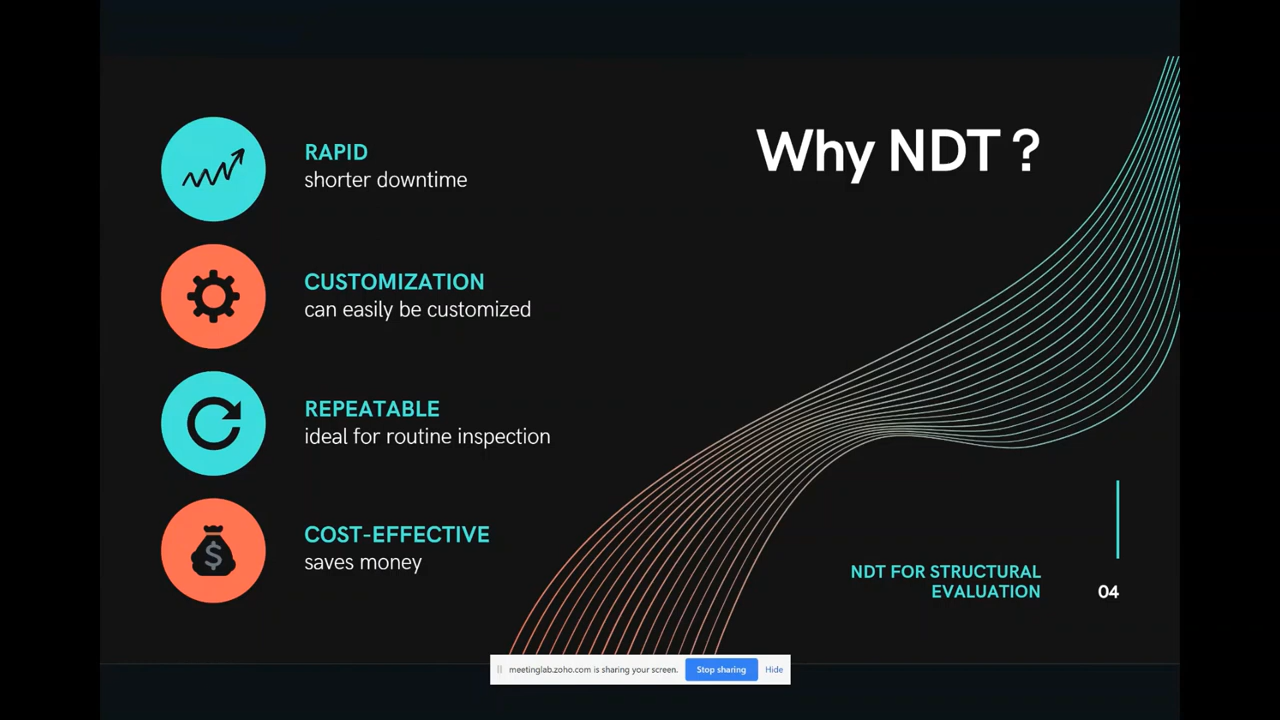 Why NDT ?
RAPID
shorter downtime
CUSTOMIZATION
can easily be customized
REPEATABLE
ideal for routine inspection
$
COST-EFFECTIVE
saves money
NDT FOR STRUCTURAL
EVALUATION
04
meetinglab.zoho.com is sharing your screen.
Stop sharing
Hide